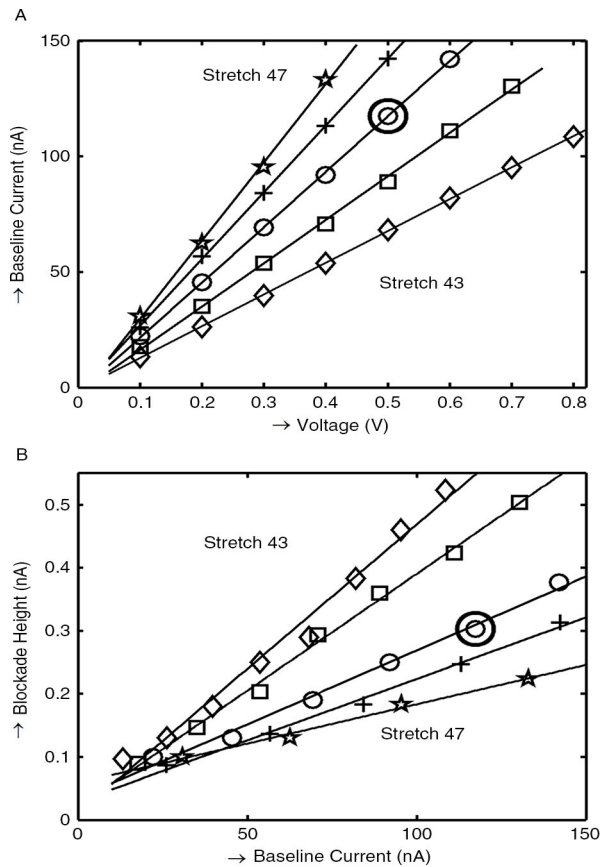 A
150
100
50
0
→ Baseline Current (nA)
Stretch 47
Stretch 43
0.1 0.2 0.3 0.4 0.5 0.6 0.7 0.8
→ Voltage (V)
B
0.5
0.4
0.3
0.2
0.1
0
→ Blockade Height (nA)
Stretch 43
Stretch 47
0 50 100 150
→ Baseline Current (nA)